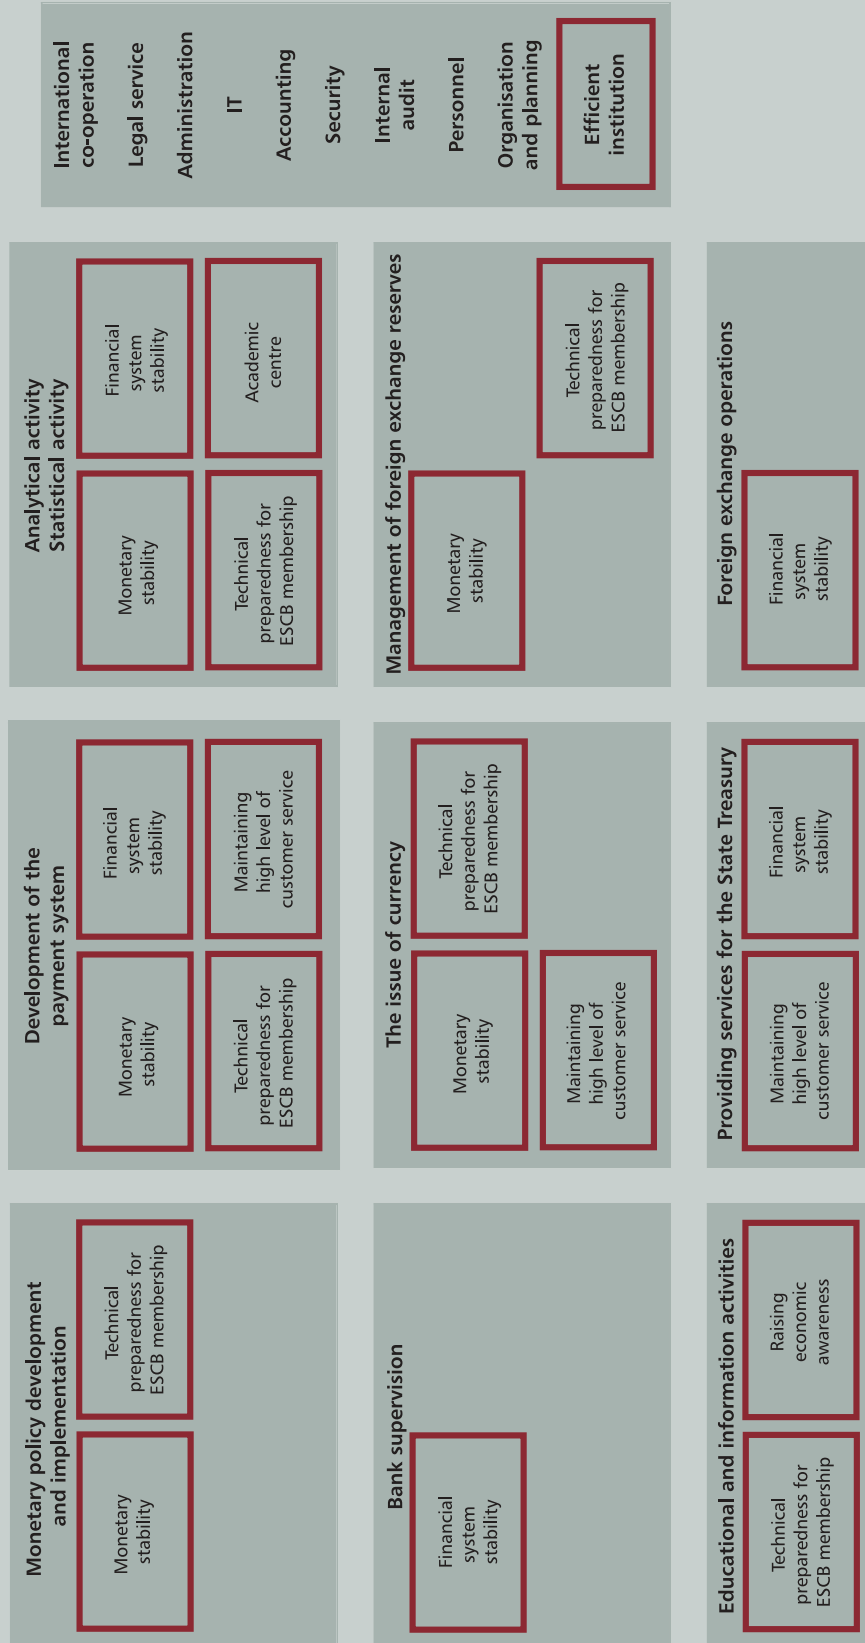 Monetary policy development
and implementation
Monetary
stability
Technical
preparedness for
ESCB membership
Development of the
payment system
Monetary
stability
Financial
system
stability
Technical
preparedness for
ESCB membership
Maintaining
high level of
customer service
Analytical activity
Statistical activity
Monetary
stability
Financial
system
stability
Technical
preparedness for
ESCB membership
Academic
centre
Bank supervision
Financial
system
stability
The issue of currency
Monetary
stability
Technical
preparedness for
ESCB membership
Maintaining
high level of
customer service
Management of foreign exchange reserves
Monetary
stability
Technical
preparedness for
ESCB membership
Educational and information activities
Technical
preparedness for
ESCB membership
Raising
economic
awareness
Providing services for the State Treasury
Maintaining
high level of
customer service
Financial
system
stability
Foreign exchange operations
Financial
system
stability
International
co-operation
Legal service
Administration
IT
Accounting
Security
Internal
audit
Personnel
Organisation
and planning
Efficient
institution